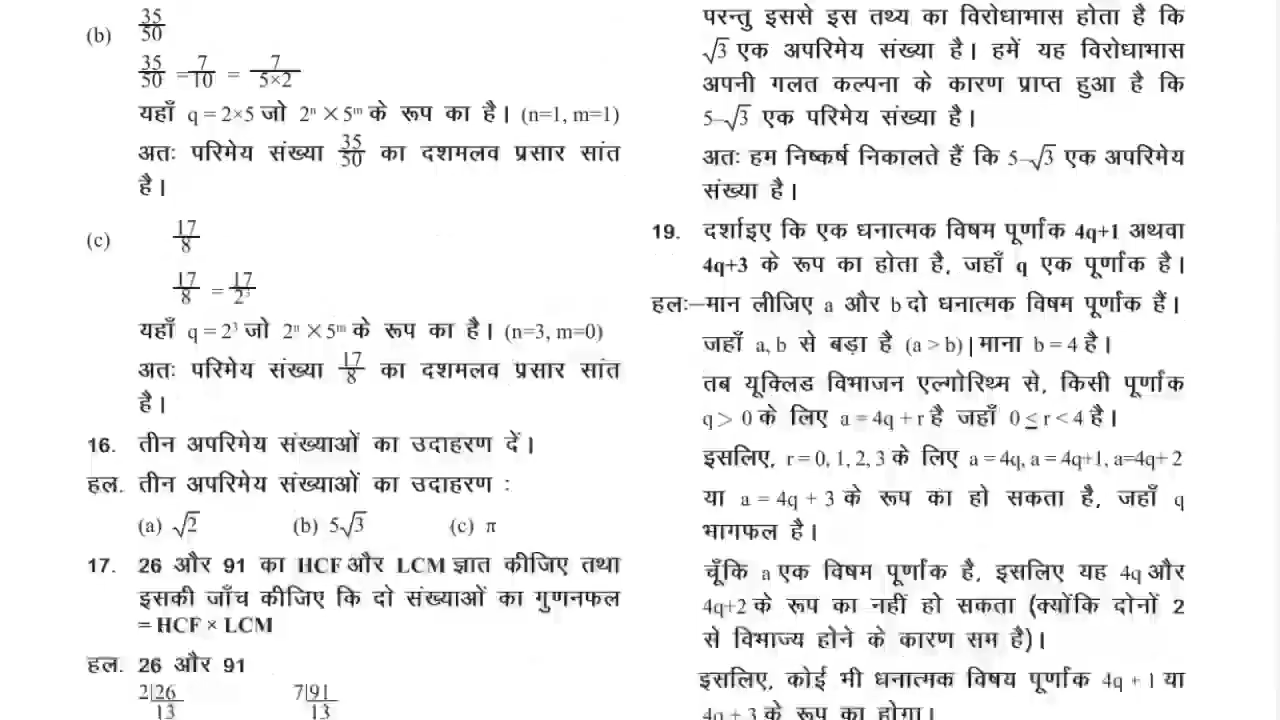 (b) 35/50
35/50 = 7/10 = 7/5×2
यहाँ q = 2×5 जो 2ⁿ × 5ᵐ के रूप का है। (n=1, m=1)
अतः परिमेय संख्या 35/50 का दशमलव प्रसार सांत
है।
(c) 17/8
17/8 = 17/2³
यहाँ q = 2³ जो 2ⁿ × 5ᵐ के रूप का है। (n=3, m=0)
अतः परिमेय संख्या 17/8 का दशमलव प्रसार सांत
है।
16. तीन अपरिमेय संख्याओं का उदाहरण दें।
हल. तीन अपरिमेय संख्याओं का उदाहरण :
(a) √2 (b) 5√3 (c) π
17. 26 और 91 का HCF और LCM ज्ञात कीजिए तथा
इसकी जाँच कीजिए कि दो संख्याओं का गुणनफल
= HCF × LCM
हल. 26 और 91
2|26 7|91
13 13
परन्तु इससे इस तथ्य का विरोधाभास होता है कि
√3 एक अपरिमेय संख्या है। हमें यह विरोधाभास
अपनी गलत कल्पना के कारण प्राप्त हुआ है कि
5–√3 एक परिमेय संख्या है।
अतः हम निष्कर्ष निकालते हैं कि 5–√3 एक अपरिमेय
संख्या है।
19. दर्शाइए कि एक धनात्मक विषम पूर्णांक 4q+1 अथवा
4q+3 के रूप का होता है, जहाँ q एक पूर्णांक है।
हलः–मान लीजिए a और b दो धनात्मक विषम पूर्णांक हैं।
जहाँ a, b से बड़ा है (a > b) | माना b = 4 है।
तब यूक्लिड विभाजन एल्गोरिथ्म से, किसी पूर्णांक
q > 0 के लिए a = 4q + r है जहाँ 0 ≤ r < 4 है।
इसलिए, r = 0, 1, 2, 3 के लिए a = 4q, a = 4q+1, a=4q+ 2
या a = 4q + 3 के रूप का हो सकता है, जहाँ q
भागफल है।
चूँकि a एक विषम पूर्णांक है, इसलिए यह 4q और
4q+2 के रूप का नहीं हो सकता (क्योंकि दोनों 2
से विभाज्य होने के कारण सम है)।
इसलिए, कोई भी धनात्मक विषय पूर्णांक 4q + 1 या
4q + 3 के रूप का होगा।